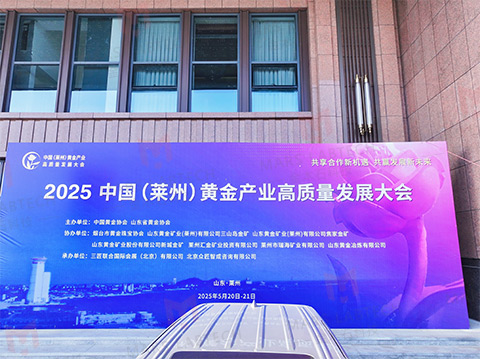 中国(莱州)黄金产业
高质量发展大会
共享合作新机遇 共赢发展新未来
2025 中国(莱州)黄金产业高质量发展大会
主办单位:中国黄金协会 山东省黄金协会
协办单位:烟台市黄金珠宝协会 山东黄金矿业(莱州)有限公司三山岛金矿 山东黄金矿业(莱州)有限公司焦家金矿
山东黄金矿业股份有限公司新城金矿 莱州汇金矿业投资有限公司 莱州市瑞海矿业有限公司 山东黄金冶炼有限公司
承办单位:三匠联合国际会展(北京)有限公司 北京众匠智成咨询有限公司
山东·莱州
2025年5月20日-21日